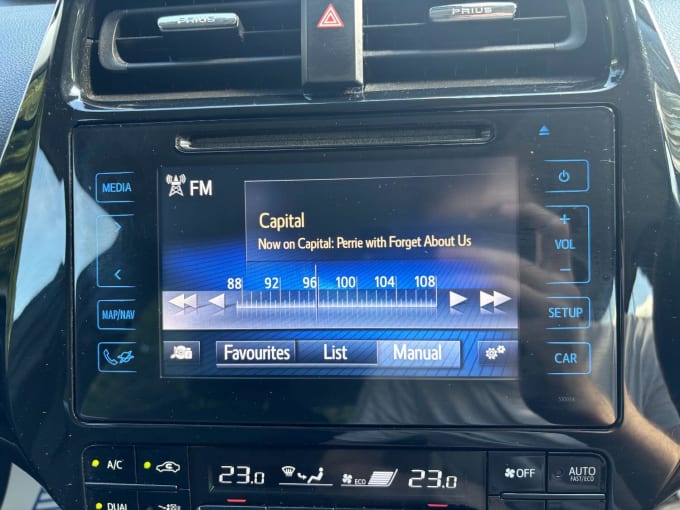 PRIUS
PRIUS
MEDIA
FM
Capital
Now on Capital: Perrie with Forget About Us
VOL
88 92 96 100 104 108
MAP/NAV
SETUP
Favourites List Manual
CAR
A/C
23.0
ECO
23.0
OFF
AUTO
FAST/ECO
DUAL